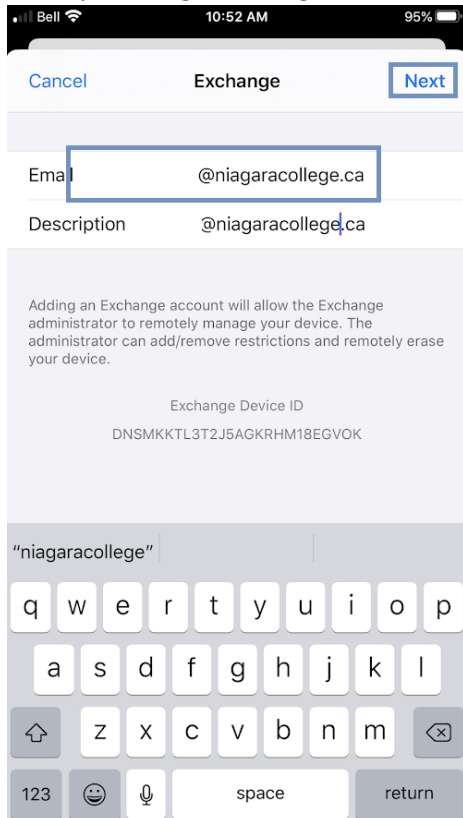 Bell 10:52 AM 95%
Cancel Exchange Next
Email @niagaracollege.ca
Description @niagaracollege.ca
Adding an Exchange account will allow the Exchange
administrator to remotely manage your device. The
administrator can add/remove restrictions and remotely erase
your device.
Exchange Device ID
DNSMKKTL3T2J5AGKRHM18EGVOK
“niagaracollege”
q w e r t y u i o p
a s d f g h j k l
z x c v b n m
123 space return